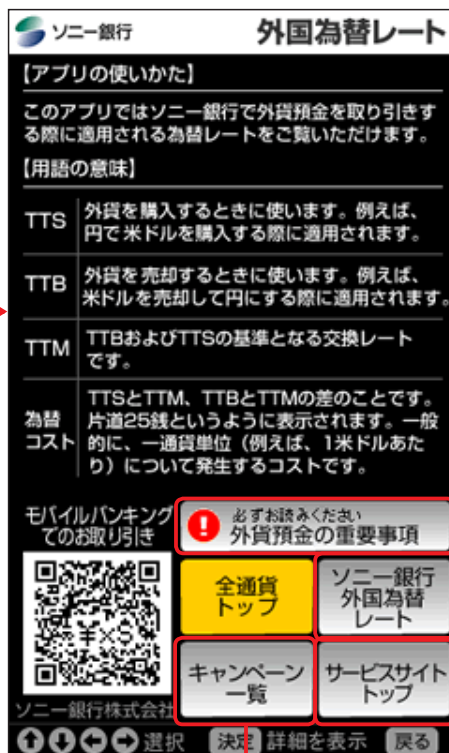 ソニー銀行
外国為替レート
【アプリの使いかた】
このアプリではソニー銀行で外貨預金を取り引きす
る際に適用される為替レートをご覧いただけます。
【用語の意味】
TTS
外貨を購入するときに使います。例えば、
円で米ドルを購入する際に適用されます。
TTB
外貨を売却するときに使います。例えば、
米ドルを売却して円にする際に適用されます。
TTM
TTBおよびTTSの基準となる交換レート
です。
為替
コスト
TTSとTTM、TTBとTTMの差のことです。
片道25銭というように表示されます。一般
的に、一通貨単位（例えば、1米ドルあた
り）について発生するコストです。
モバイルバンキング
でのお取り引き
必ずお読みください
外貨預金の重要事項
全通貨
トップ
ソニー銀行
外国為替
レート
キャンペーン
一覧
サービスサイト
トップ
ソニー銀行株式会社
選択 決定 詳細を表示 戻る